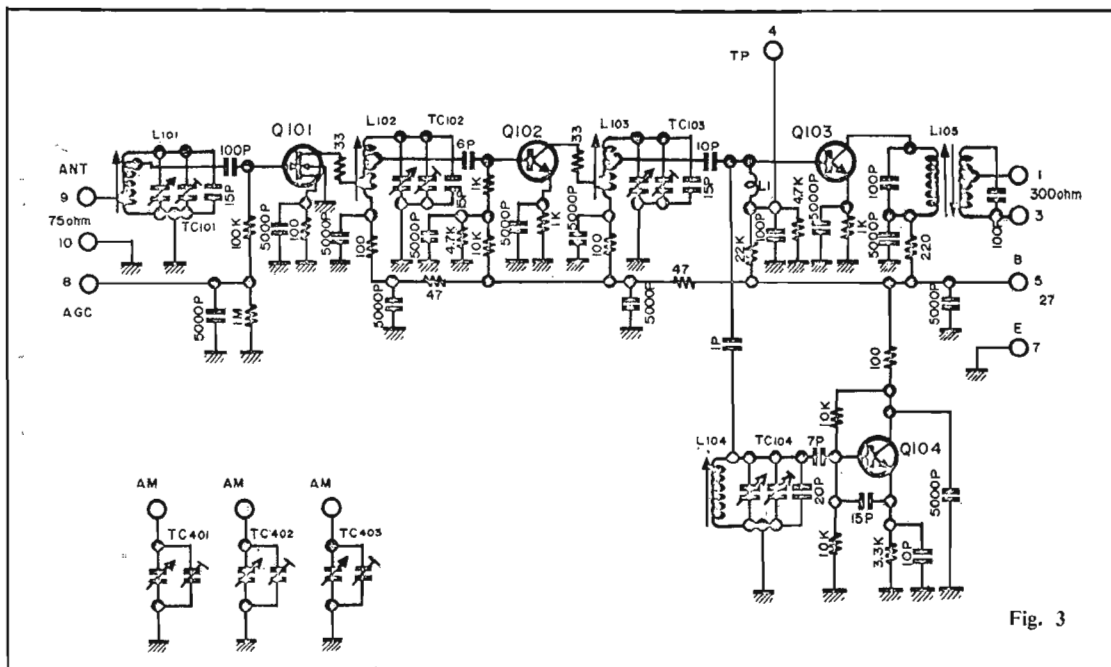 4
TP
L101
Q101
L102
TC102
Q102
L103
TC103
Q103
L105
ANT
9
75ohm
10
8
AGC
100P
15P
TC101
100K
5000P
1M
33
5000P
100
5000P
100
6P
15P
1K
5000P
4.7K
10K
47
5000P
33
5000P
1K
5000P
100
10P
15P
5000P
47
1P
L1
22K
100P
4.7K
5000P
1K
100P
5000P
220
100P
1
300ohm
3
B
5
27
5000P
E
7
100
10K
L104
TC104
7P
Q104
20P
15P
10K
3.3K
10P
5000P
AM
AM
AM
TC401
TC402
TC403
Fig. 3